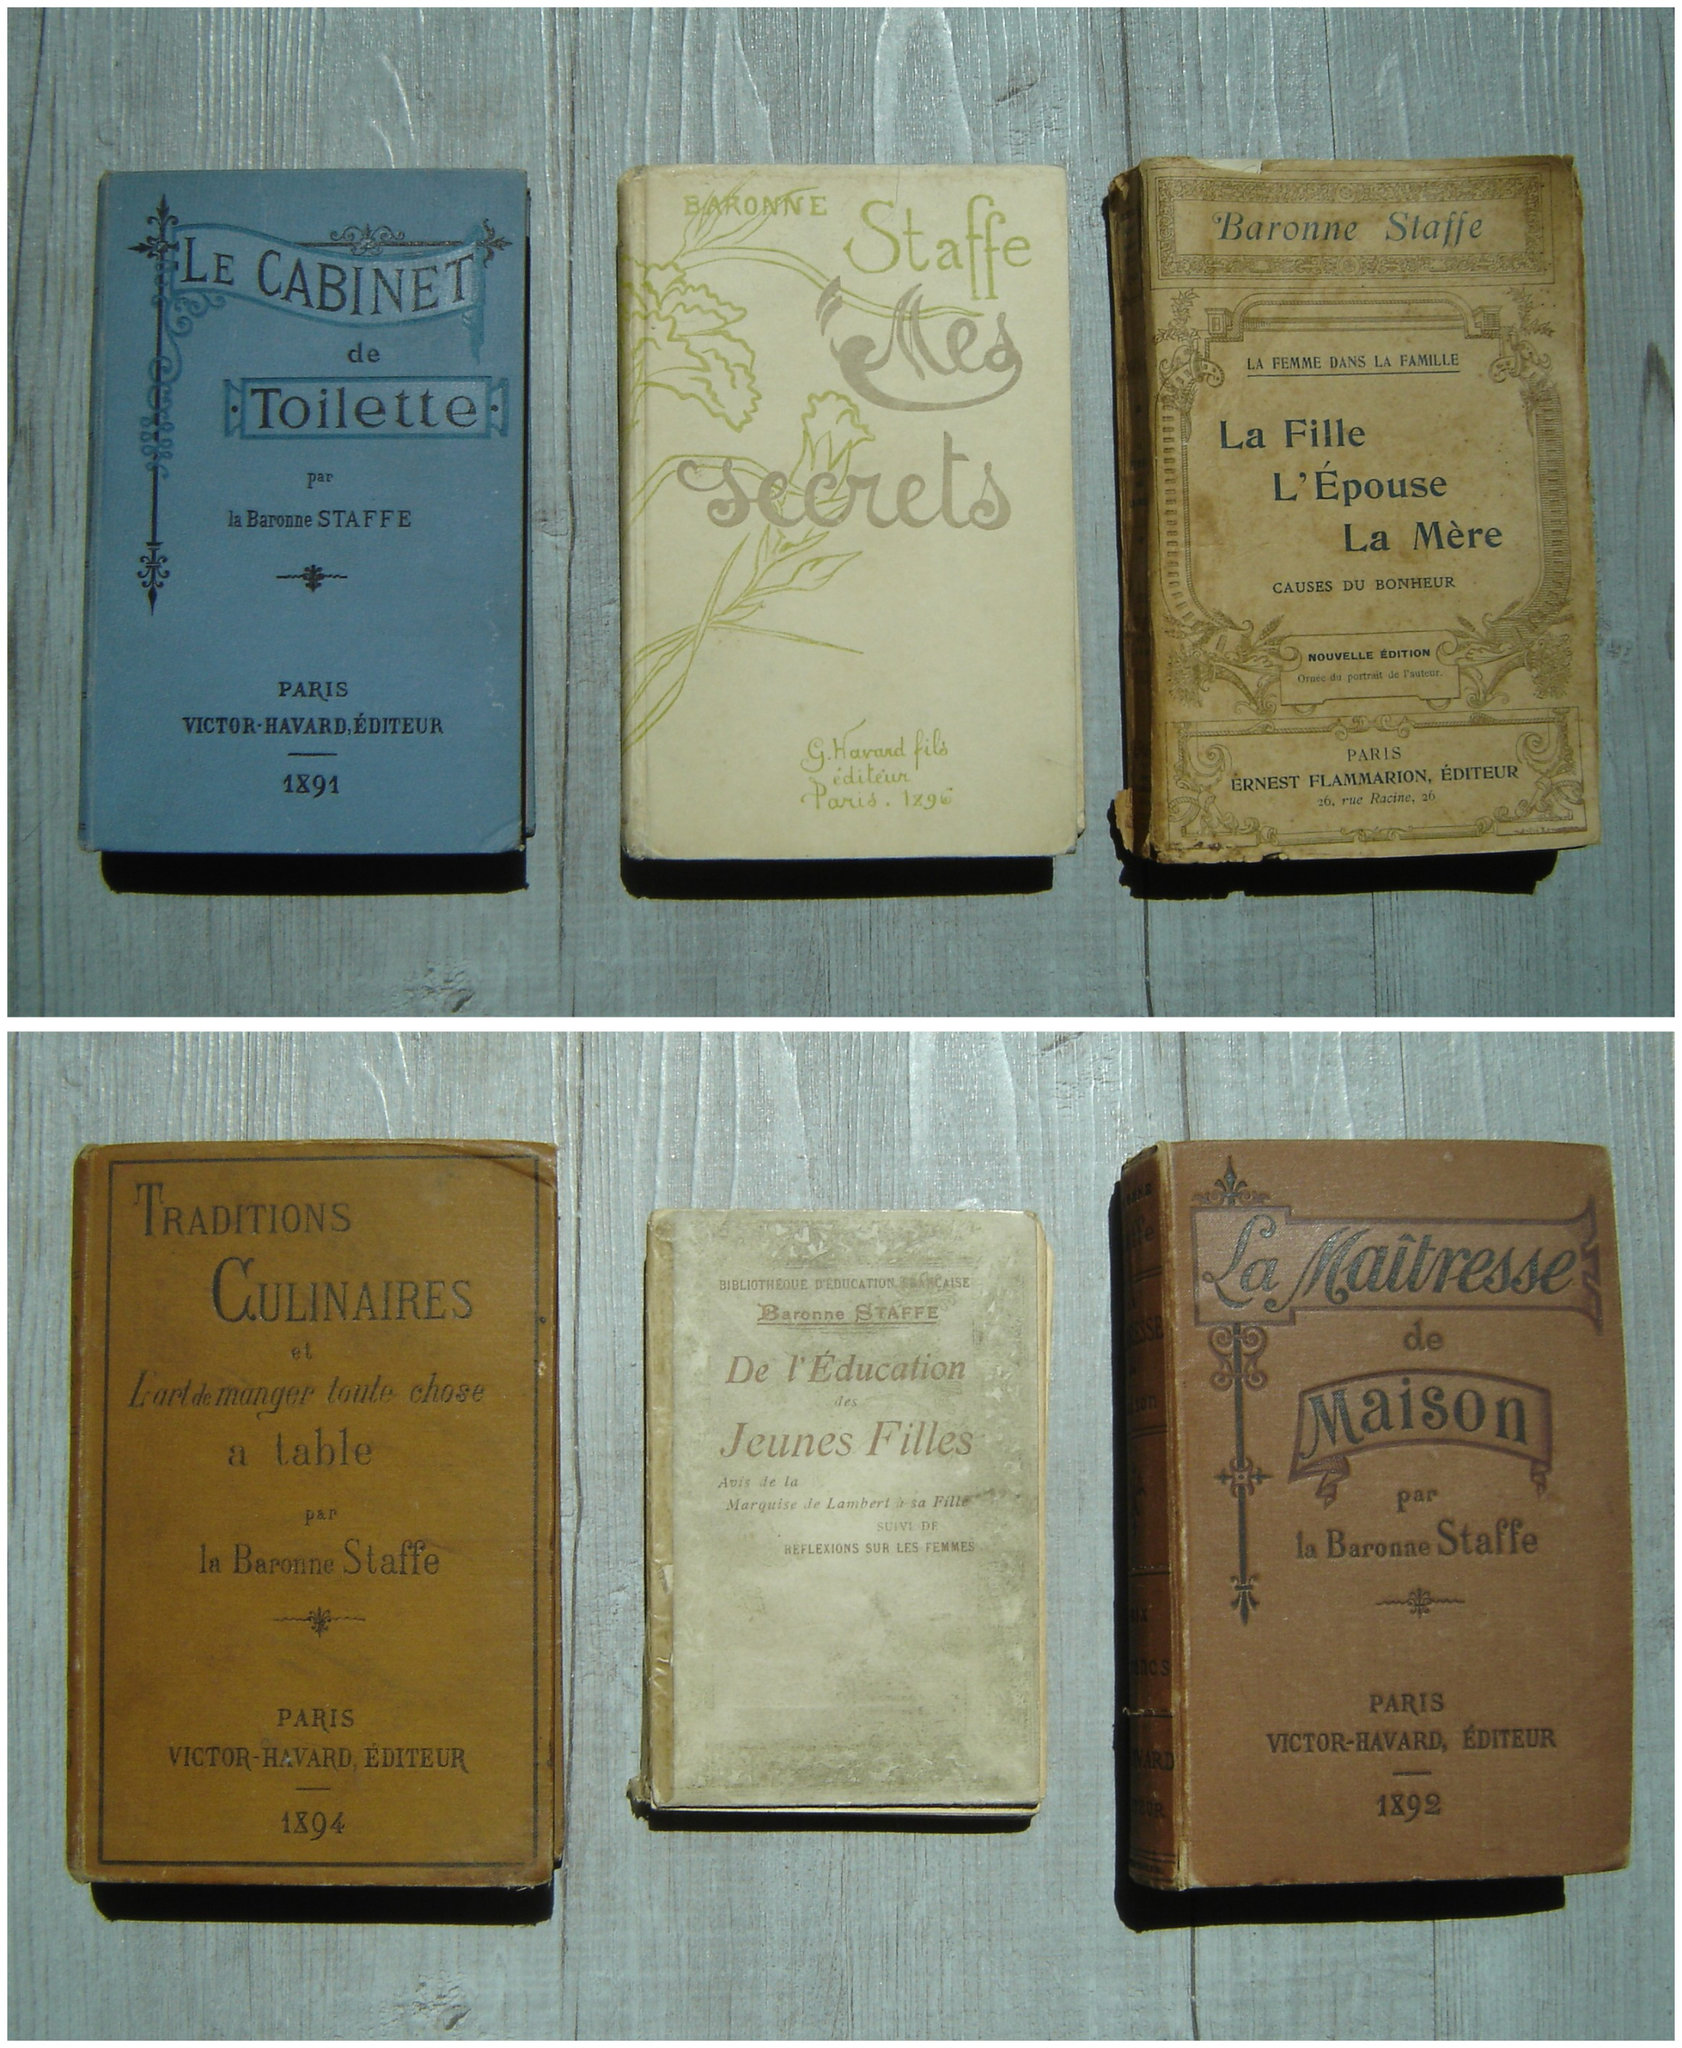 LE CABINET
de
Toilette
par
la Baronne STAFFE
PARIS
VICTOR-HAVARD, ÉDITEUR
1891
BARONNE
Staffe
Mes
secrets
G. Havard fils
éditeur
Paris. 1896
Baronne Staffe
LA FEMME DANS LA FAMILLE
La Fille
L'Épouse
La Mère
CAUSES DU BONHEUR
NOUVELLE ÉDITION
Ornée du portrait de l'auteur.
PARIS
ERNEST FLAMMARION, ÉDITEUR
26, rue Racine, 26
TRADITIONS
CULINAIRES
et
L'art de manger toute chose
a table
par
la Baronne Staffe
PARIS
VICTOR-HAVARD, ÉDITEUR
1894
BIBLIOTHÈQUE D'ÉDUCATION FRANÇAISE
Baronne STAFFE
De l'Éducation
des
Jeunes Filles
Avis de la
Marquise de Lambert à sa Fille
SUIVI DE
REFLEXIONS SUR LES FEMMES
La Maîtresse
de
Maison
par
la Baronne Staffe
PARIS
VICTOR-HAVARD, ÉDITEUR
1892